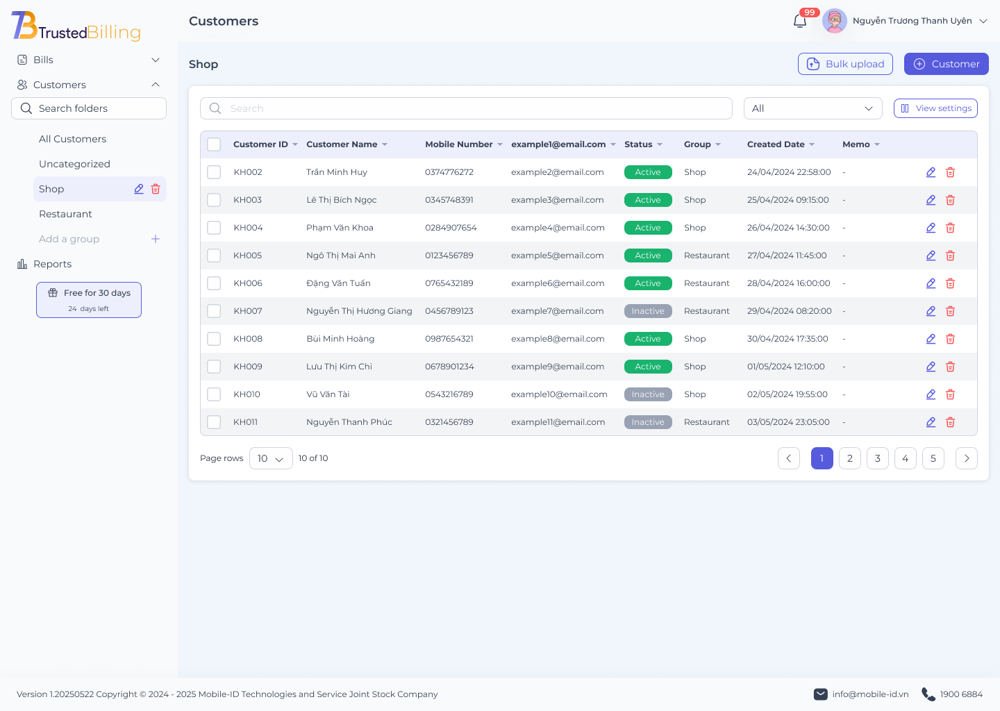 TrustedBilling
Customers
99
Nguyễn Trương Thanh Uyên
Bills
Customers
Search folders
All Customers
Uncategorized
Shop
Restaurant
Add a group
Reports
Free for 30 days
24 days left
Shop
Bulk upload
Customer
Search
All
View settings
Customer ID Customer Name Mobile Number example1@email.com Status Group Created Date Memo
KH002 Trần Minh Huy 0374776272 example2@email.com Active Shop 24/04/2024 22:58:00 -
KH003 Lê Thị Bích Ngọc 0345748391 example3@email.com Active Shop 25/04/2024 09:15:00 -
KH004 Phạm Văn Khoa 0284907654 example4@email.com Active Shop 26/04/2024 14:30:00 -
KH005 Ngô Thị Mai Anh 0123456789 example5@email.com Active Restaurant 27/04/2024 11:45:00 -
KH006 Đặng Văn Tuấn 0765432189 example6@email.com Active Restaurant 28/04/2024 16:00:00 -
KH007 Nguyễn Thị Hương Giang 0456789123 example7@email.com Inactive Restaurant 29/04/2024 08:20:00 -
KH008 Bùi Minh Hoàng 0987654321 example8@email.com Active Shop 30/04/2024 17:35:00 -
KH009 Lưu Thị Kim Chi 0678901234 example9@email.com Active Shop 01/05/2024 12:10:00 -
KH010 Vũ Văn Tài 0543216789 example10@email.com Inactive Shop 02/05/2024 19:55:00 -
KH011 Nguyễn Thanh Phúc 0321456789 example11@email.com Inactive Restaurant 03/05/2024 23:05:00 -
Page rows 10 10 of 10
1 2 3 4 5
Version 1.20250522 Copyright © 2024 - 2025 Mobile-ID Technologies and Service Joint Stock Company
info@mobile-id.vn
1900 6884